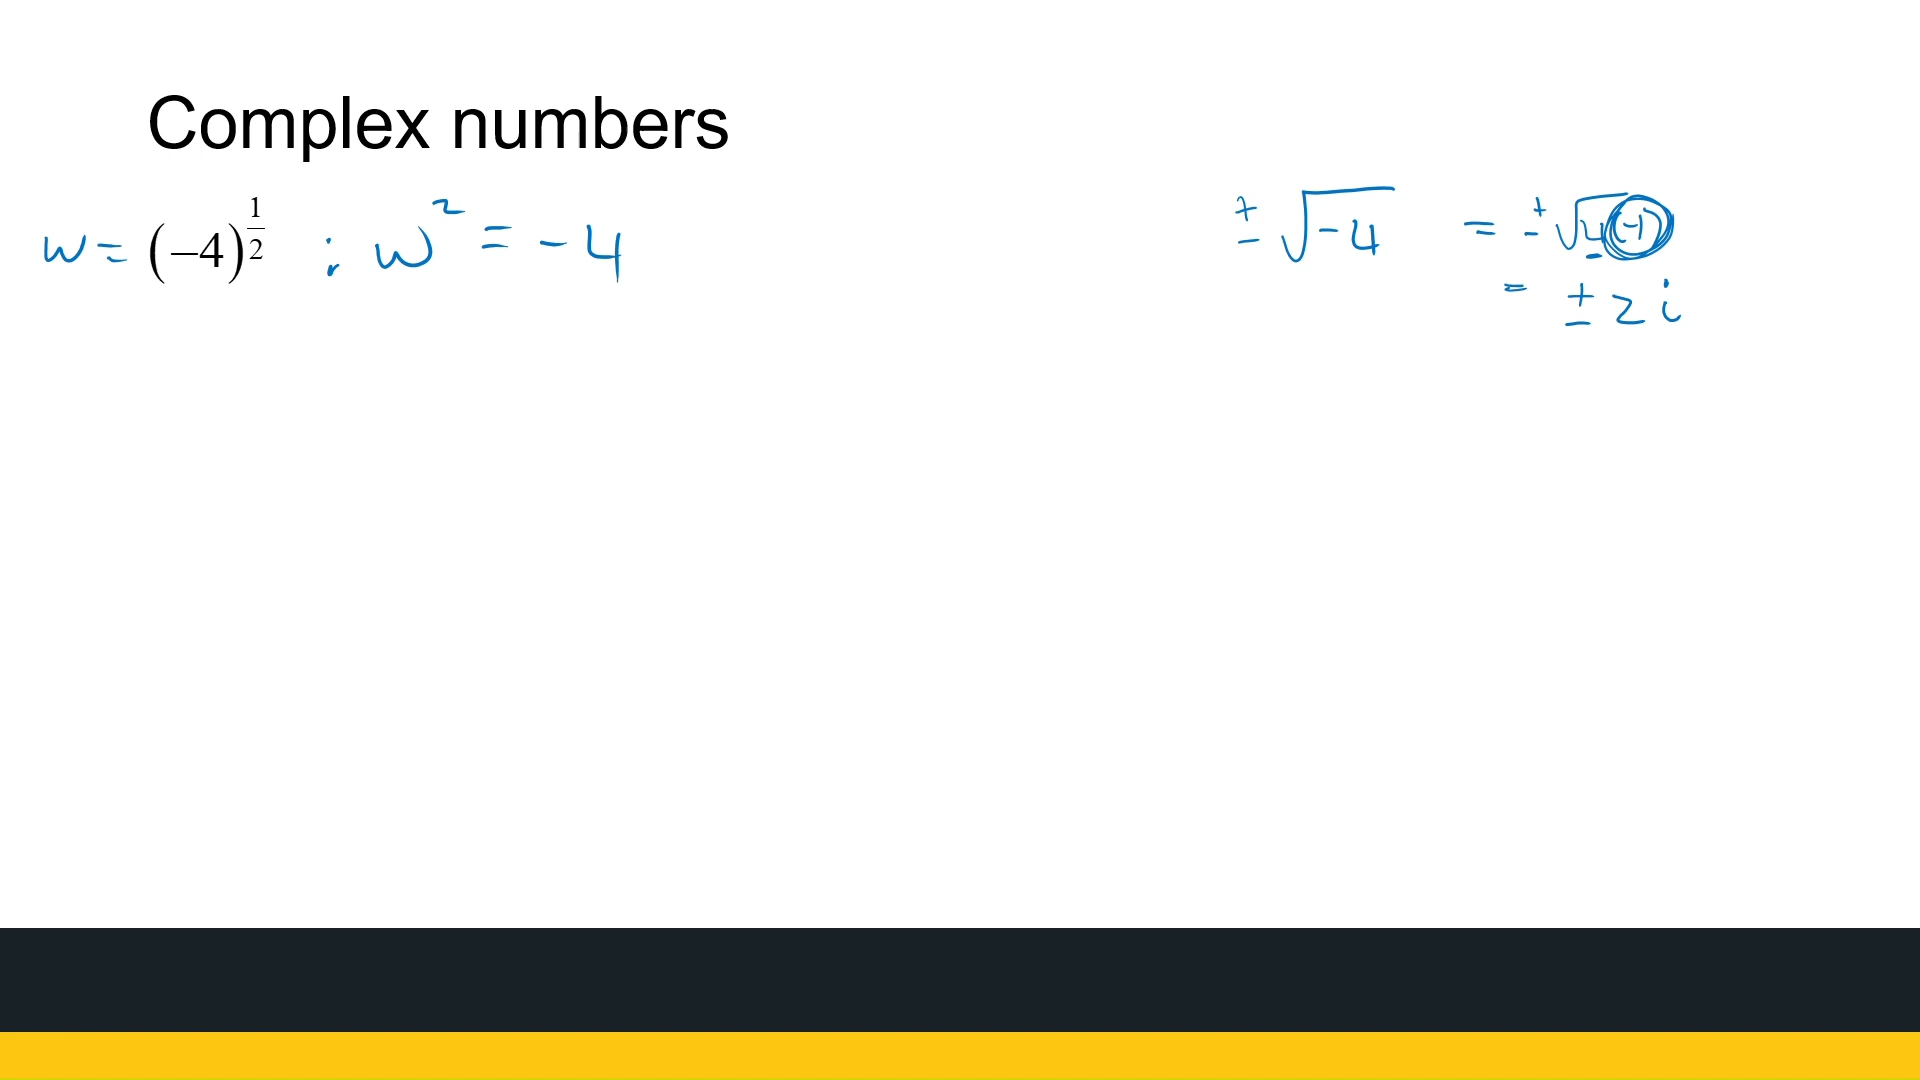 Complex numbers
w = (−4)^{1/2} ; w² = −4
± √−4 = ± √4(−1)
= ± 2i